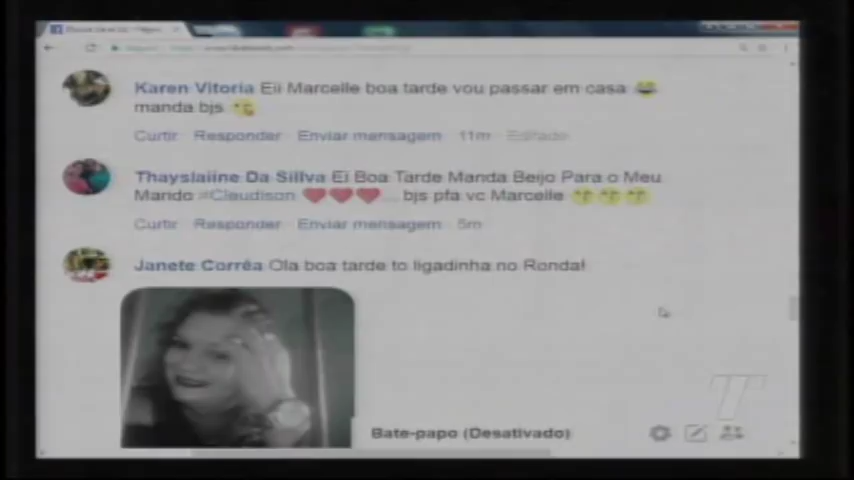 Karen Vitoria Eii Marcelle boa tarde vou passar em casa
manda bjs
Curtir Responder Enviar mensagem 11m Editado
Thayslaiine Da Sillva Ei Boa Tarde Manda Beijo Para o Meu
Marido #Cleudison ... bjs pfa vc Marcelle
Curtir Responder Enviar mensagem 5m
Janete Corrêa Ola boa tarde to ligadinha no Ronda!
Bate-papo (Desativado)